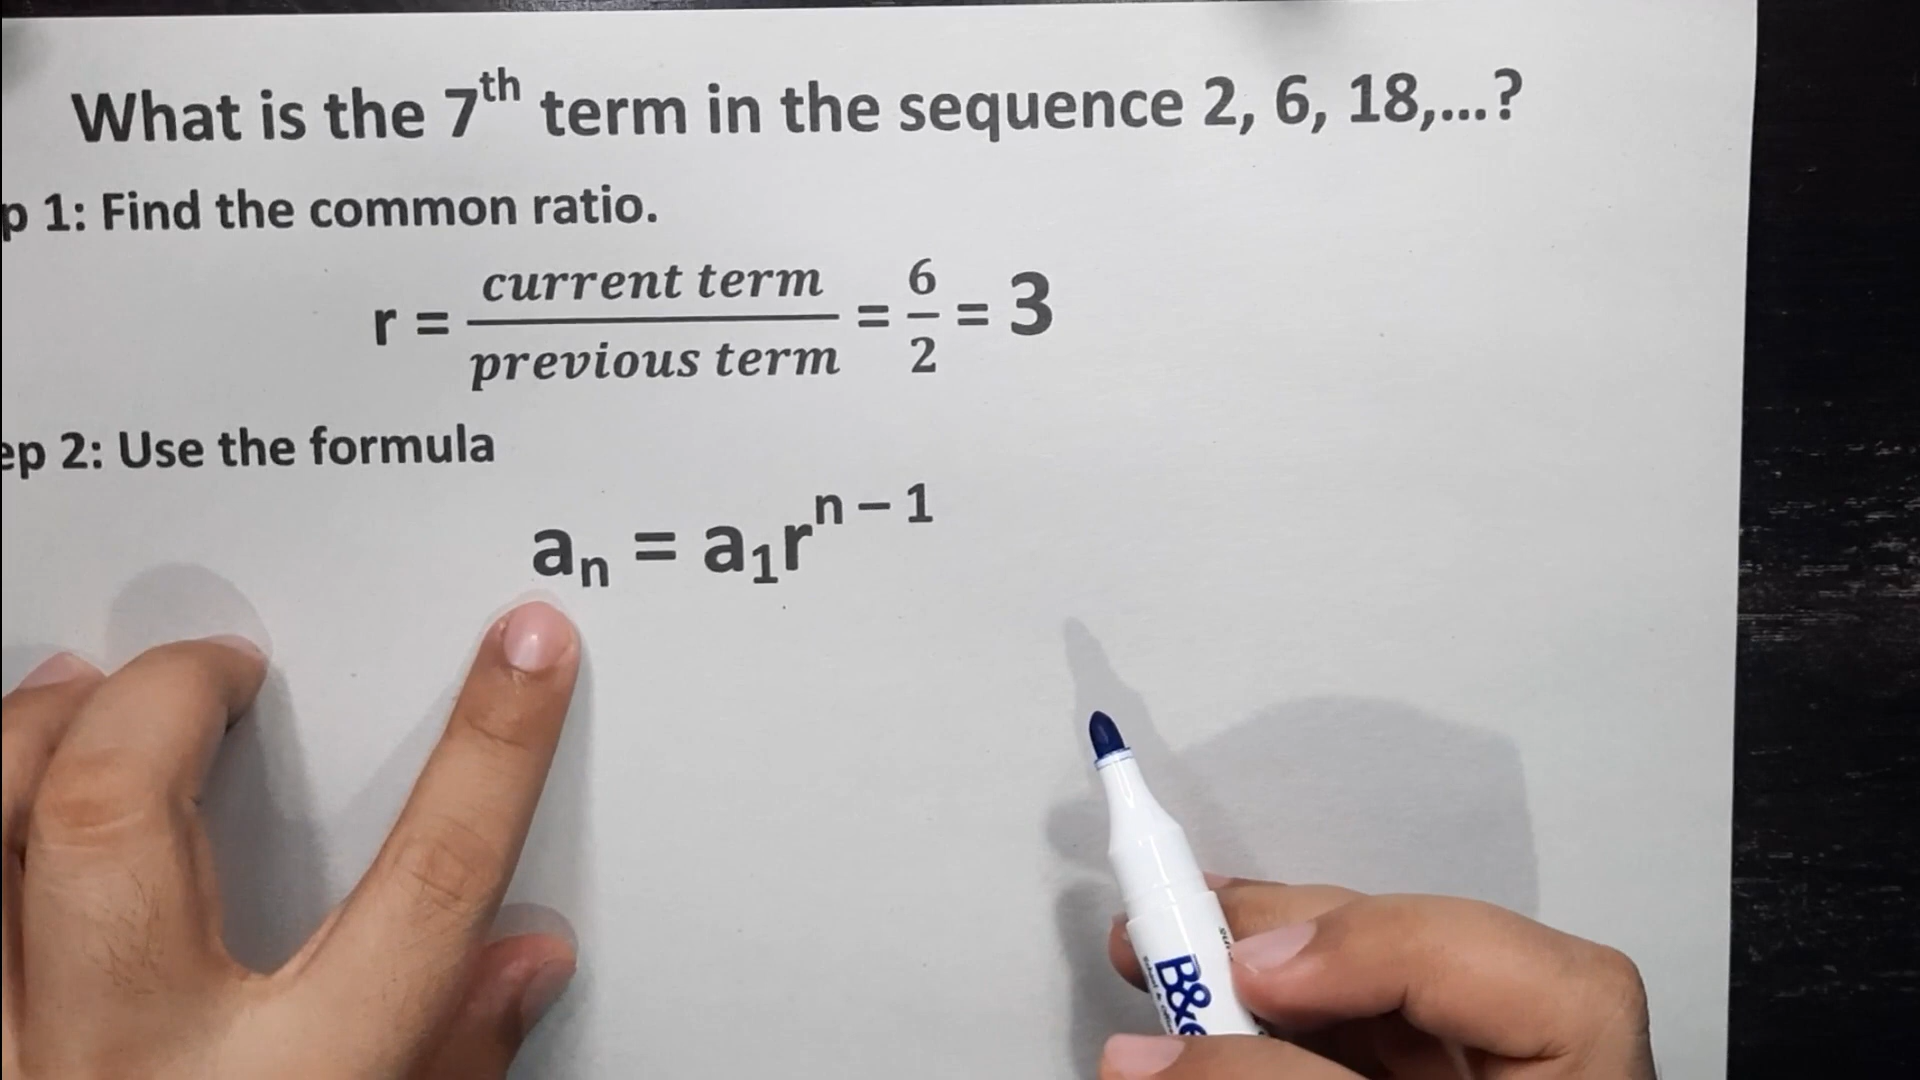 What is the 7th term in the sequence 2, 6, 18,...?
p 1: Find the common ratio.
r = current term / previous term = 6/2 = 3
ep 2: Use the formula
aₙ = a₁rⁿ⁻¹
B&